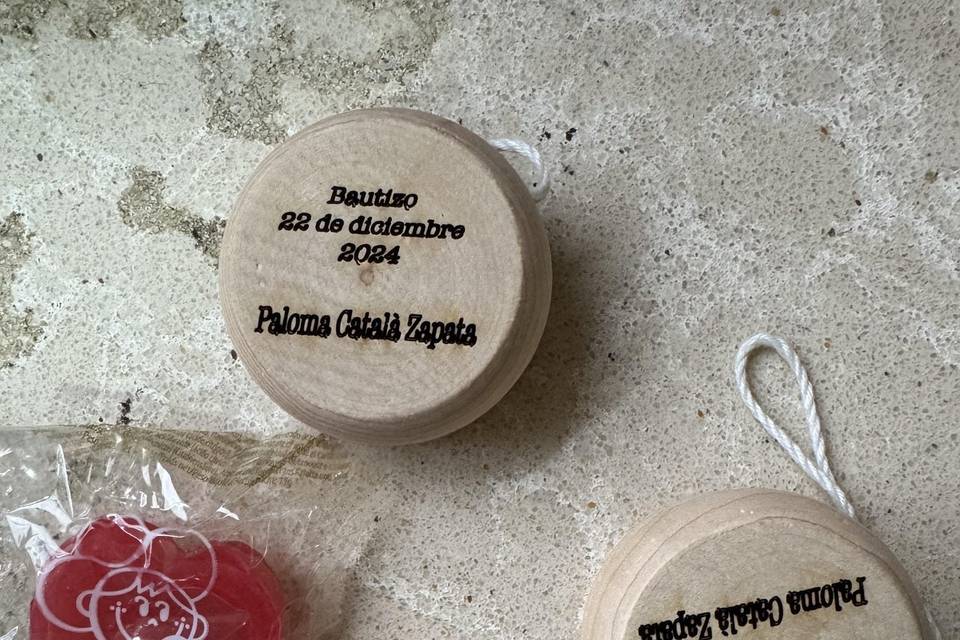 Bautizo
22 de diciembre
2024
Paloma Català Zapata
Paloma Català Zapata